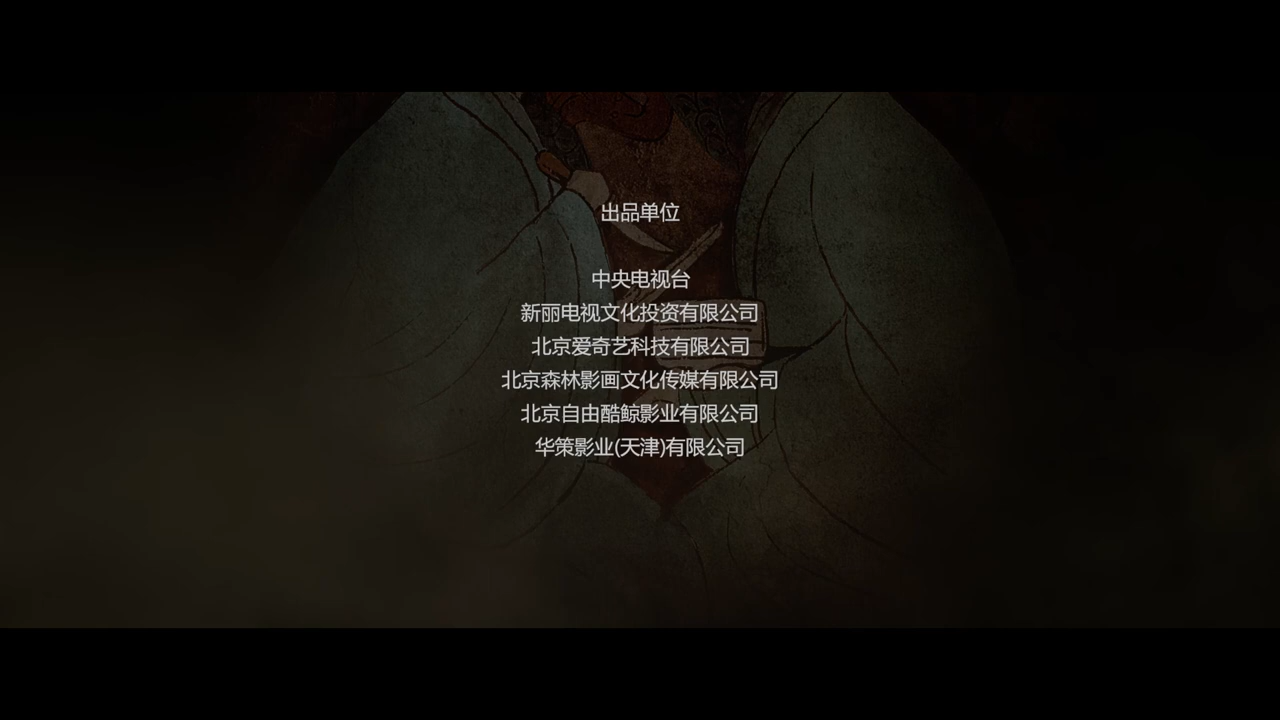 出品单位
中央电视台
新丽电视文化投资有限公司
北京爱奇艺科技有限公司
北京森林影画文化传媒有限公司
北京自由酷鲸影业有限公司
华策影业(天津)有限公司